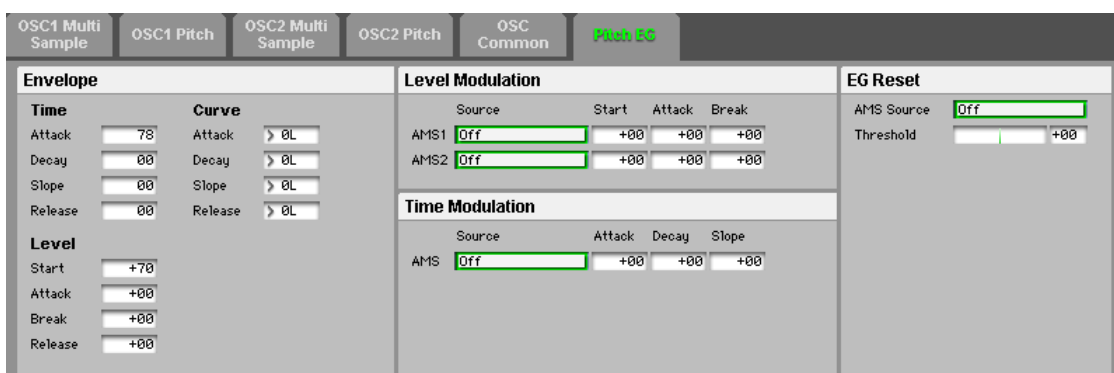 OSC1 Multi Sample
OSC1 Pitch
OSC2 Multi Sample
OSC2 Pitch
OSC Common
Pitch EG
Envelope
Time Curve
Attack 78 Attack > 0L
Decay 00 Decay > 0L
Slope 00 Slope > 0L
Release 00 Release > 0L
Level
Start +70
Attack +00
Break +00
Release +00
Level Modulation
Source Start Attack Break
AMS1 Off +00 +00 +00
AMS2 Off +00 +00 +00
Time Modulation
Source Attack Decay Slope
AMS Off +00 +00 +00
EG Reset
AMS Source Off
Threshold +00